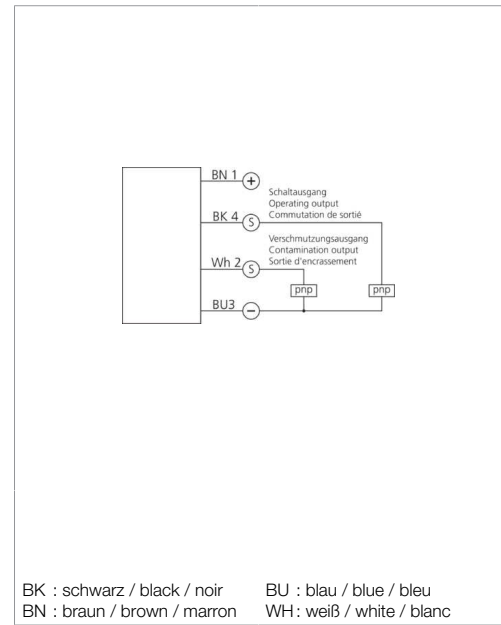 BN 1 +
Schaltausgang
Operating output
BK 4 S Commutation de sortié
Verschmutzungsausgang
Contamination output
Wh 2 S Sortie d'encrassement
pnp pnp
BU3 −
BK : schwarz / black / noir BU : blau / blue / bleu
BN : braun / brown / marron WH : weiß / white / blanc